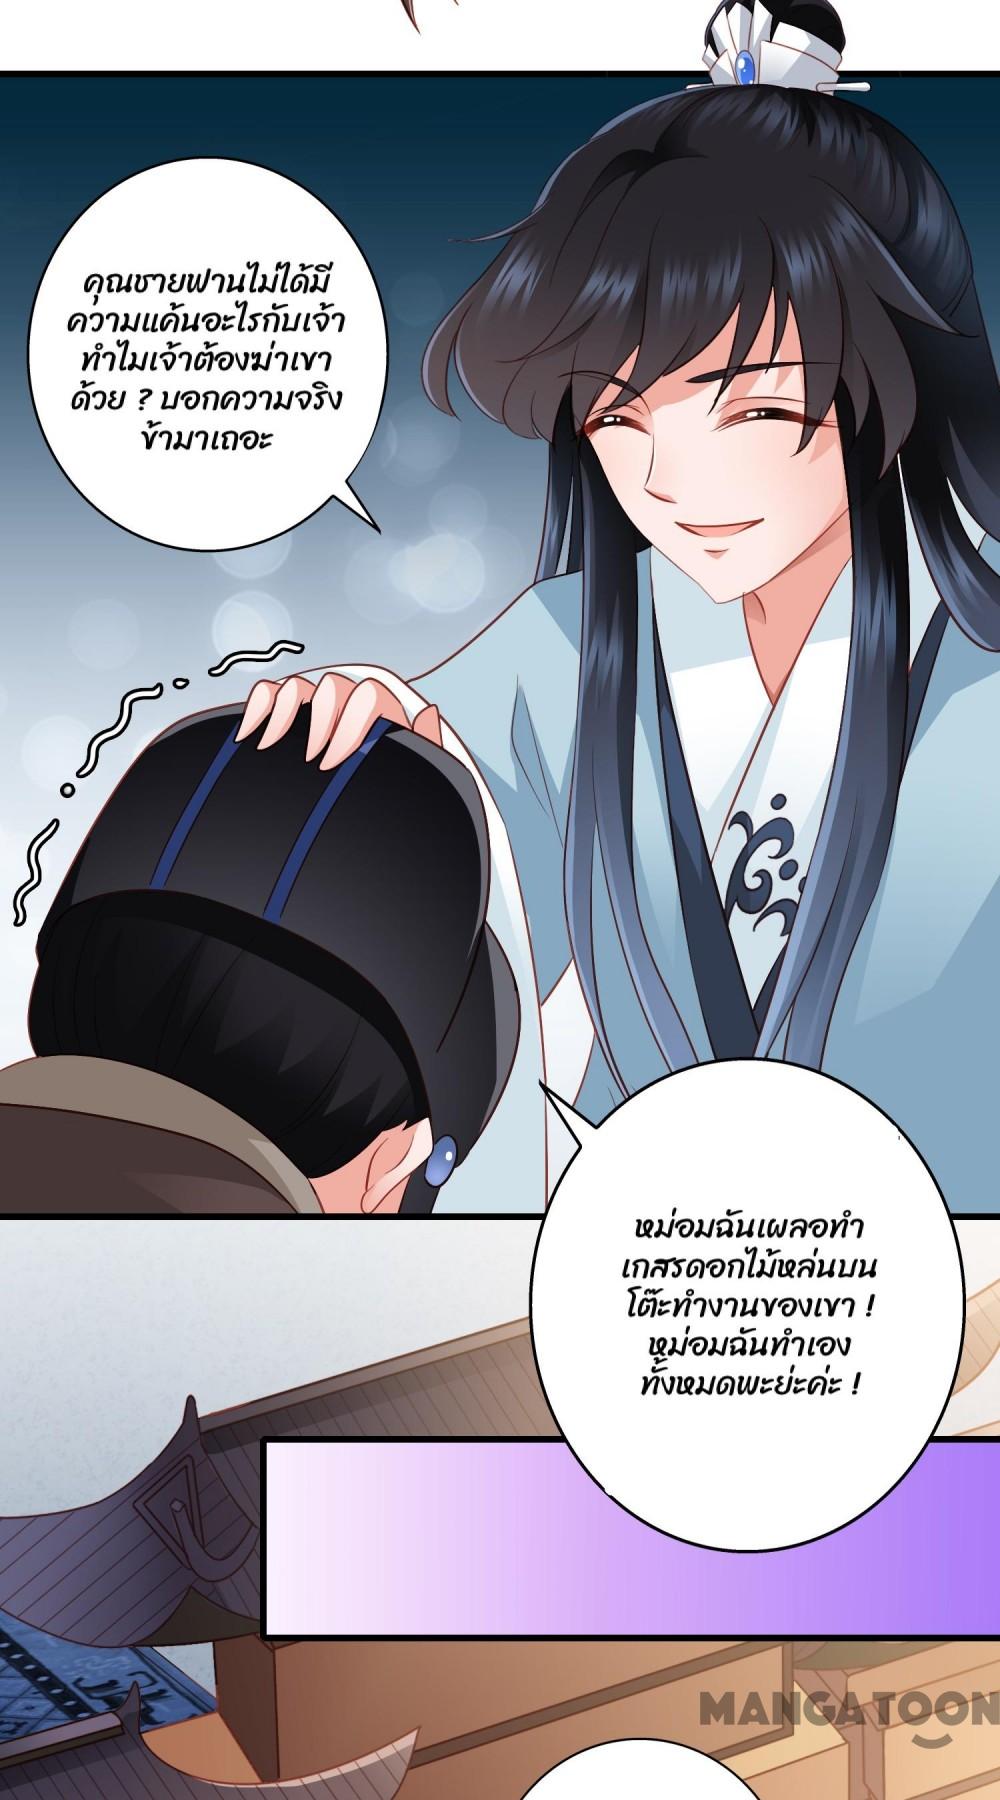 คุณชายฟานไม่ได้มี
ความแค้นอะไรกับเจ้า
ทำไมเจ้าต้องฆ่าเขา
ด้วย ? บอกความจริง
ข้ามาเถอะ
หม่อมฉันเผลอทำ
เกสรดอกไม้หล่นบน
โต๊ะทำงานของเขา !
หม่อมฉันทำเอง
ทั้งหมดพะย่ะค่ะ !
MANGATOON